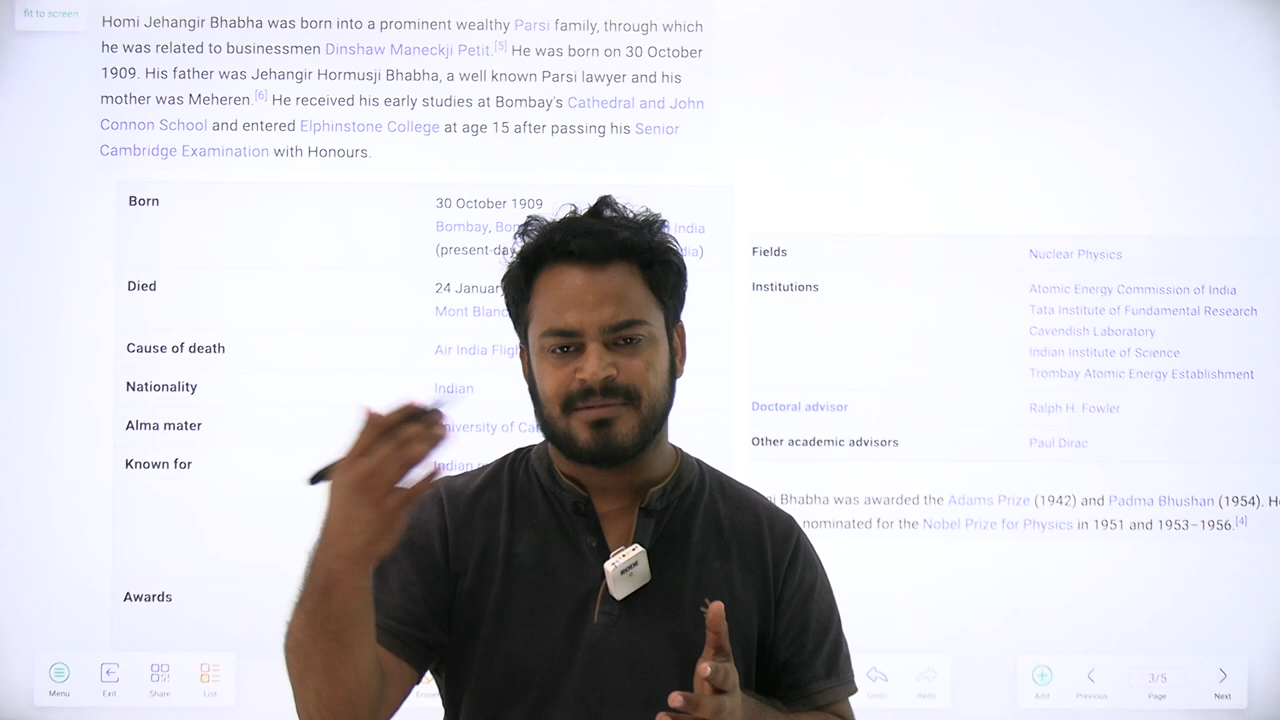 fit to screen
Homi Jehangir Bhabha was born into a prominent wealthy Parsi family, through which
he was related to businessmen Dinshaw Maneckji Petit.[5] He was born on 30 October
1909. His father was Jehangir Hormusji Bhabha, a well known Parsi lawyer and his
mother was Meheren.[6] He received his early studies at Bombay's Cathedral and John
Connon School and entered Elphinstone College at age 15 after passing his Senior
Cambridge Examination with Honours.
Born
30 October 1909
Bombay, India
(present-day
Died
24 January
Mont Blanc
Cause of death
Air India
Nationality
Indian
Alma mater
University of
Known for
Indian
Awards
Fields
Nuclear Physics
Institutions
Atomic Energy Commission of India
Tata Institute of Fundamental Research
Cavendish Laboratory
Indian Institute of Science
Trombay Atomic Energy Establishment
Doctoral advisor
Ralph H. Fowler
Other academic advisors
Paul Dirac
Bhabha was awarded the Adams Prize (1942) and Padma Bhushan (1954).
nominated for the Nobel Prize for Physics in 1951 and 1953–1956.[4]
RODE
Menu
Exit
Share
List
Eraser
Undo
Redo
Add
Previous
3/5
Page
Next